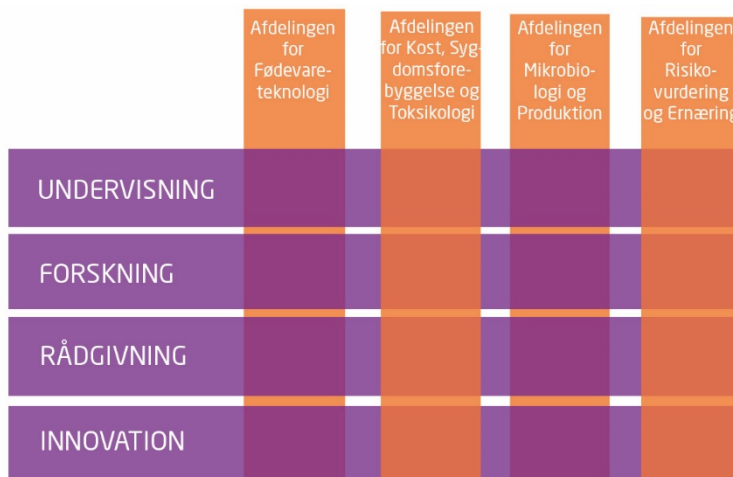 Afdelingen
for
Fødevare-
teknologi
Afdelingen
for Kost, Syg-
domsfore-
byggelse og
Toksikologi
Afdelingen
for
Mikrobio-
logi og
Produktion
Afdelingen
for
Risiko-
vurdering
og Ernæring
UNDERVISNING
FORSKNING
RÅDGIVNING
INNOVATION